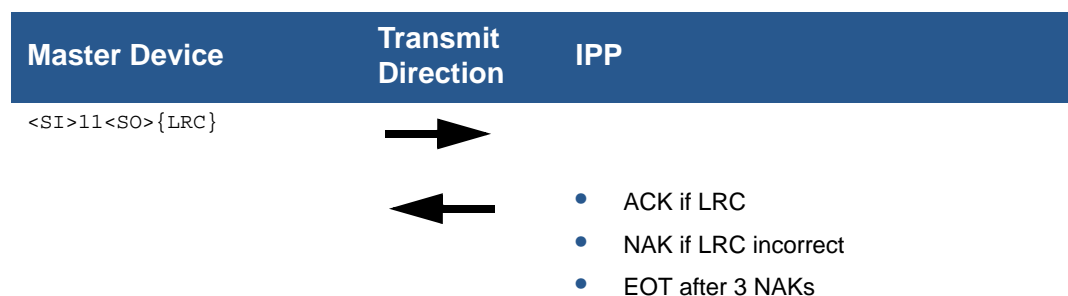 Master Device
Transmit
Direction
IPP
<SI>11<SO>{LRC}
• ACK if LRC
• NAK if LRC incorrect
• EOT after 3 NAKs